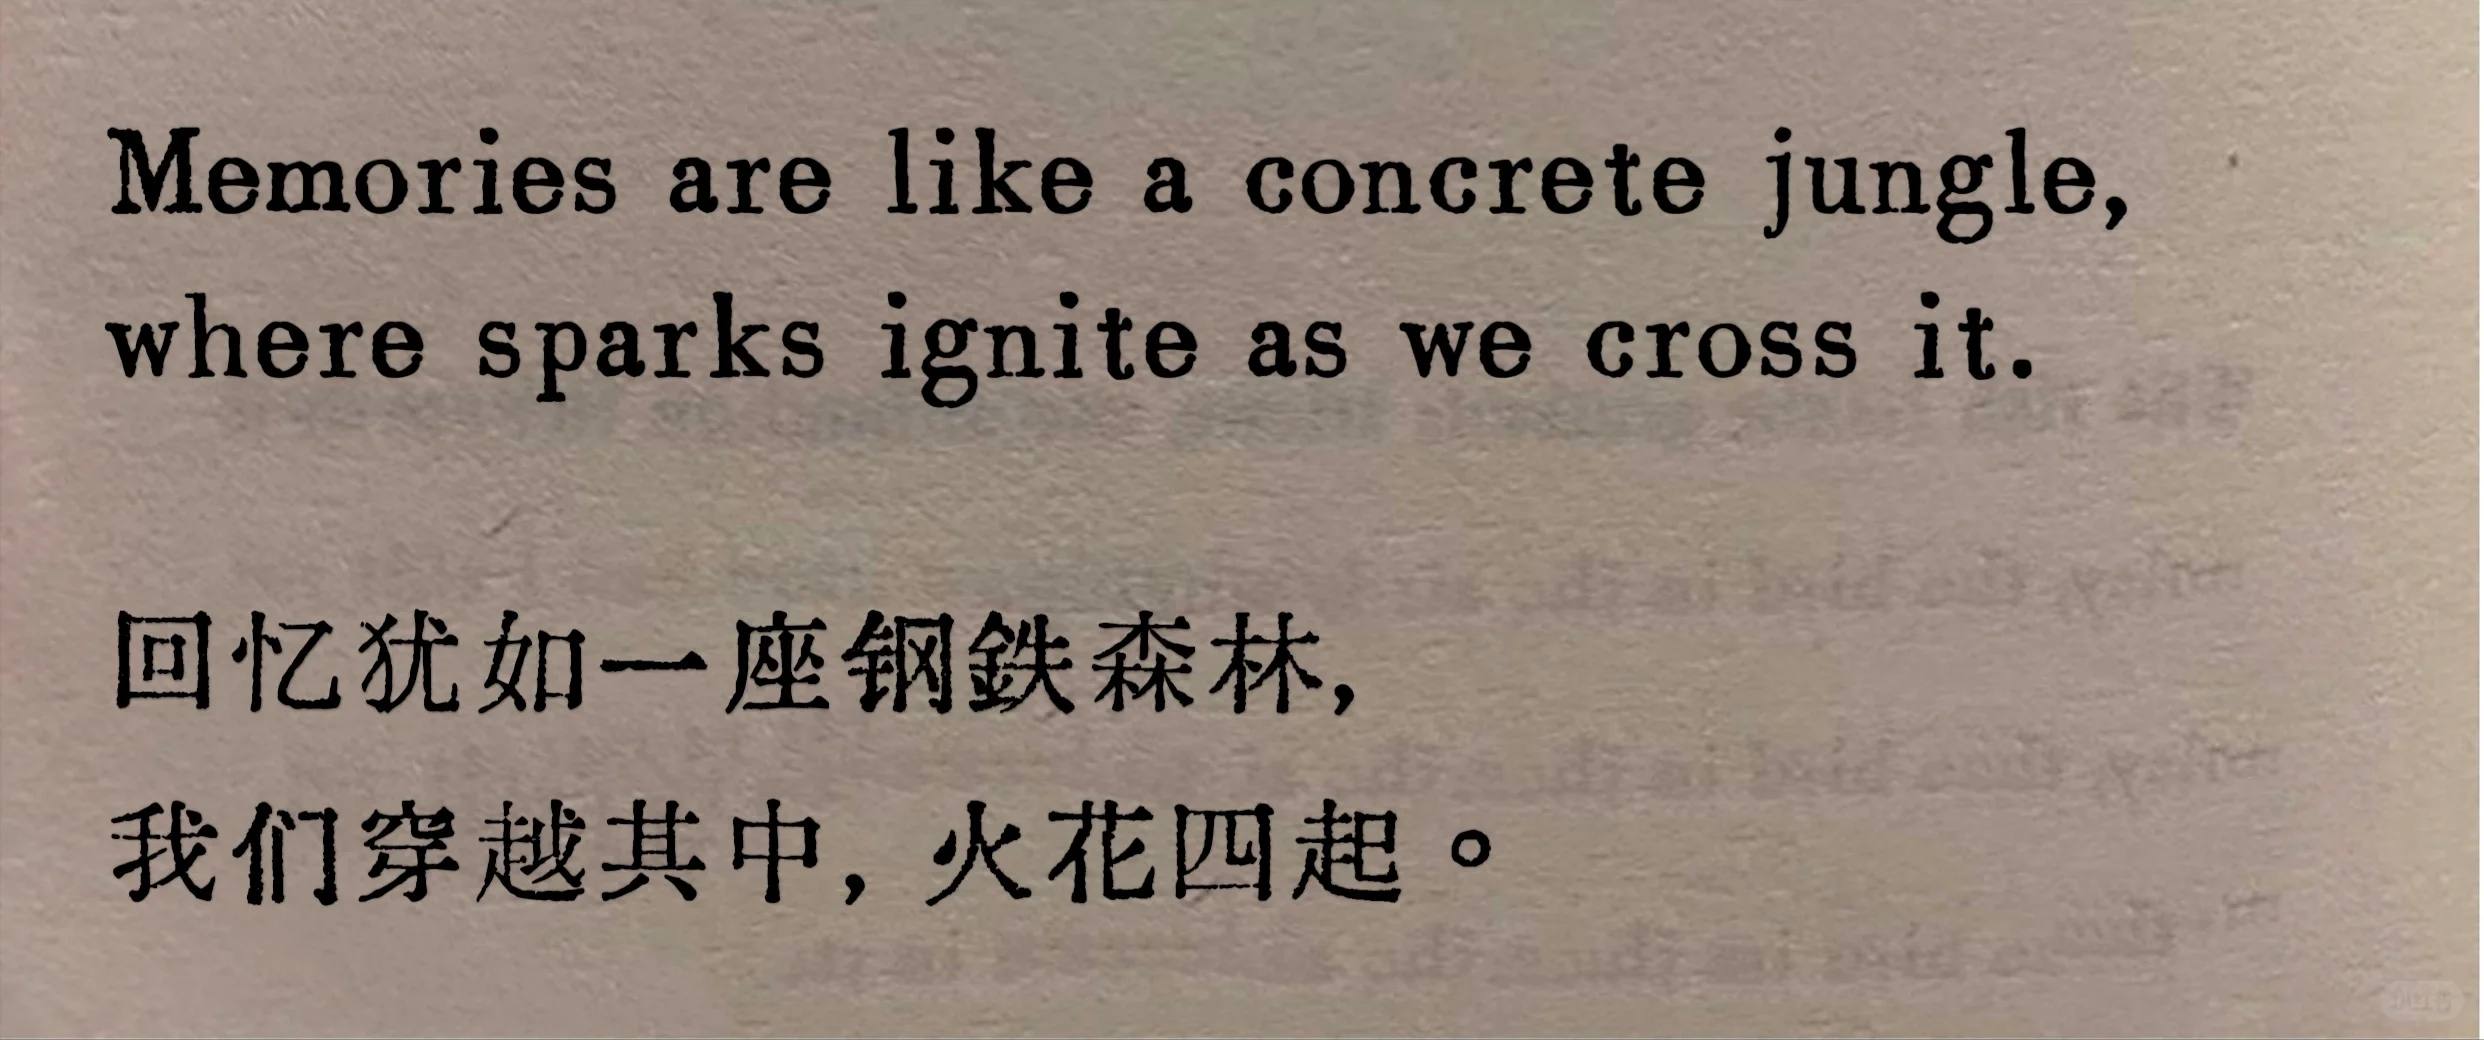 Memories are like a concrete jungle,
where sparks ignite as we cross it.
回忆犹如一座钢鉄森林,
我们穿越其中, 火花四起。